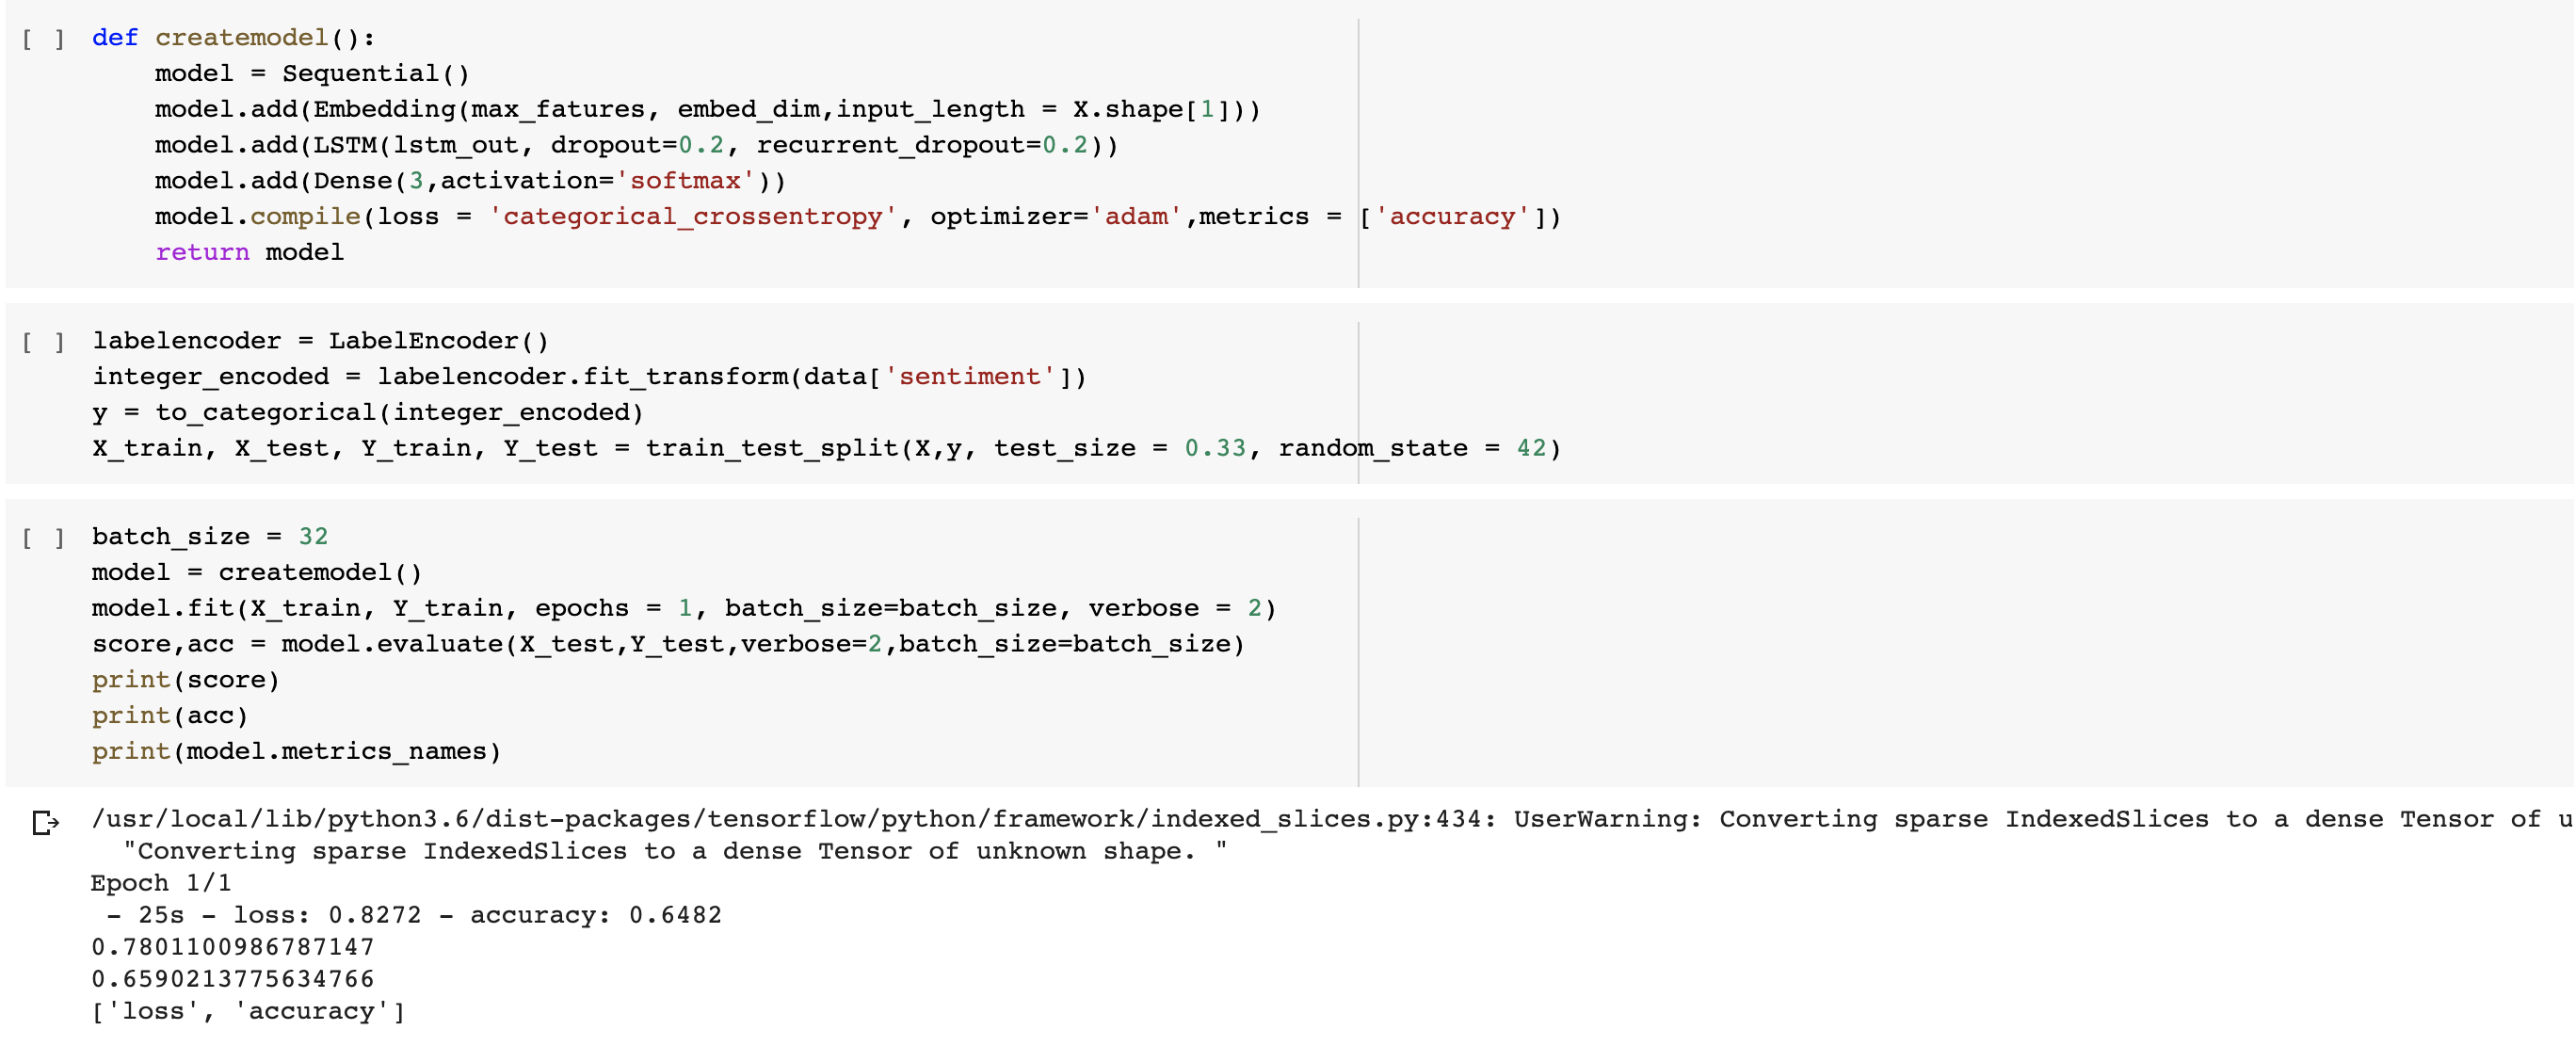 [ ] def createmodel():
    model = Sequential()
    model.add(Embedding(max_fatures, embed_dim,input_length = X.shape[1]))
    model.add(LSTM(lstm_out, dropout=0.2, recurrent_dropout=0.2))
    model.add(Dense(3,activation='softmax'))
    model.compile(loss = 'categorical_crossentropy', optimizer='adam',metrics = ['accuracy'])
    return model
[ ] labelencoder = LabelEncoder()
integer_encoded = labelencoder.fit_transform(data['sentiment'])
y = to_categorical(integer_encoded)
X_train, X_test, Y_train, Y_test = train_test_split(X,y, test_size = 0.33, random_state = 42)
[ ] batch_size = 32
model = createmodel()
model.fit(X_train, Y_train, epochs = 1, batch_size=batch_size, verbose = 2)
score,acc = model.evaluate(X_test,Y_test,verbose=2,batch_size=batch_size)
print(score)
print(acc)
print(model.metrics_names)
/usr/local/lib/python3.6/dist-packages/tensorflow/python/framework/indexed_slices.py:434: UserWarning: Converting sparse IndexedSlices to a dense Tensor of u
  "Converting sparse IndexedSlices to a dense Tensor of unknown shape. "
Epoch 1/1
 - 25s - loss: 0.8272 - accuracy: 0.6482
0.7801100986787147
0.6590213775634766
['loss', 'accuracy']